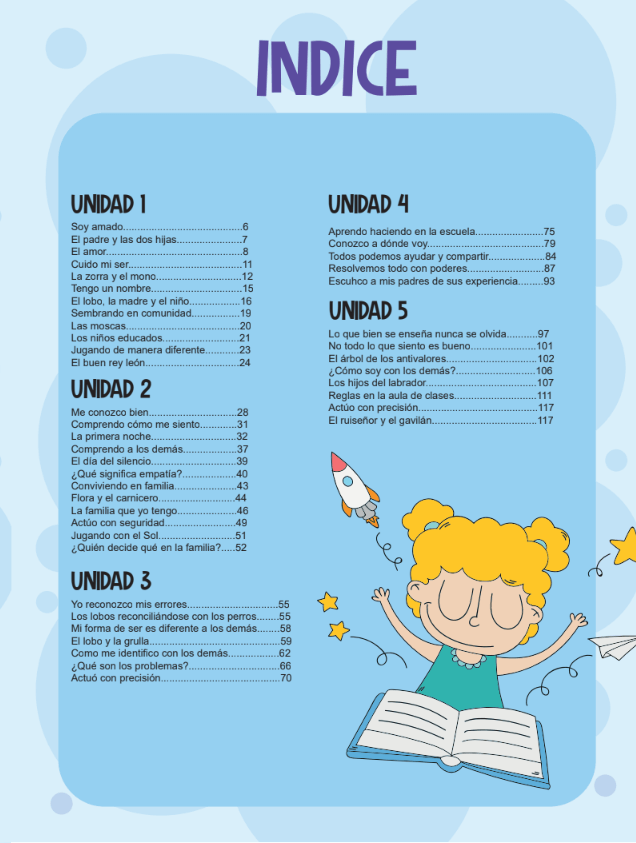 INDICE
UNIDAD 1
Soy amado.......................................6
El padre y las dos hijas......................7
El amor.............................................8
Cuido mi ser.....................................11
La zorra y el mono............................12
Tengo un nombre..............................15
El lobo, la madre y el niño.................16
Sembrando en comunidad................19
Las moscas......................................20
Los niños educados.........................21
Jugando de manera diferente...........23
El buen rey león...............................24
UNIDAD 2
Me conozco bien............................28
Comprendo cómo me siento............31
La primera noche............................32
Comprendo a los demás..................37
El día del silencio............................39
¿Qué significa empatía?..................40
Conviviendo en familia....................43
Flora y el carnicero.........................44
La familia que yo tengo...................46
Actúo con seguridad.......................49
Jugando con el Sol.........................51
¿Quién decide qué en la familia?.....52
UNIDAD 3
Yo reconozco mis errores..............................55
Los lobos reconciliándose con los perros........55
Mi forma de ser es diferente a los demás........58
El lobo y la grulla...........................................59
Como me identifico con los demás.................62
¿Qué son los problemas?..............................66
Actuó con precisión.......................................70
UNIDAD 4
Aprendo haciendo en la escuela.......................75
Conozco a dónde voy......................................79
Todos podemos ayudar y compartir...................84
Resolvemos todo con poderes.........................87
Escuhco a mis padres de sus experiencia.........93
UNIDAD 5
Lo que bien se enseña nunca se olvida...........97
No todo lo que siento es bueno......................101
El árbol de los antivalores..............................102
¿Cómo soy con los demás?..........................106
Los hijos del labrador....................................107
Reglas en la aula de clases...........................111
Actúo con precisión.......................................117
El ruiseñor y el gavilán...................................117